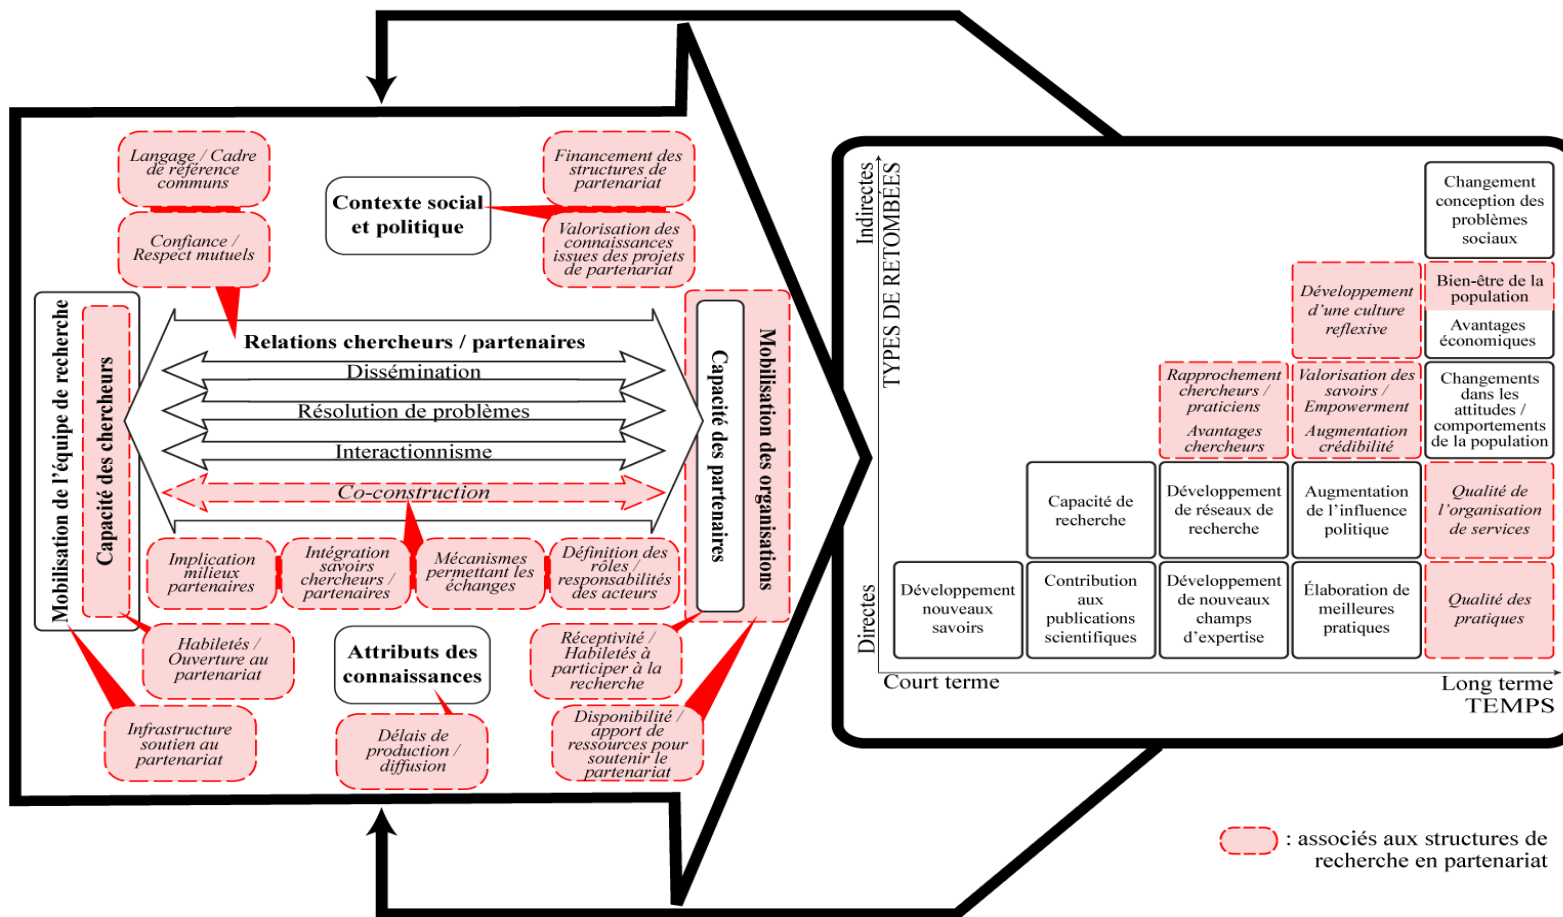 Langage / Cadre
de référence
communs
Confiance /
Respect mutuels
Contexte social
et politique
Financement des
structures de
partenariat
Valorisation des
connaissances
issues des projets
de partenariat
Mobilisation de l'équipe de recherche
Capacité des chercheurs
Relations chercheurs / partenaires
Dissémination
Résolution de problèmes
Interactionnisme
Co-construction
Capacité des partenaires
Mobilisation des organisations
Implication
milieux
partenaires
Intégration
savoirs
chercheurs /
partenaires
Mécanismes
permettant les
échanges
Définition des
rôles /
responsabilités
des acteurs
Habiletés /
Ouverture au
partenariat
Attributs des
connaissances
Réceptivité /
Habiletés à
participer à la
recherche
Infrastructure
soutien au
partenariat
Délais de
production /
diffusion
Disponibilité /
apport de
ressources pour
soutenir le
partenariat
TYPES DE RETOMBÉES
Indirectes
Directes
Changement
conception des
problèmes
sociaux
Développement
d'une culture
reflexive
Bien-être de la
population
Avantages
économiques
Rapprochement
chercheurs /
praticiens
Avantages
chercheurs
Valorisation des
savoirs /
Empowerment
Augmentation
crédibilité
Changements
dans les
attitudes /
comportements
de la population
Capacité de
recherche
Développement
de réseaux de
recherche
Augmentation
de l'influence
politique
Qualité de
l'organisation
de services
Développement
nouveaux
savoirs
Contribution
aux
publications
scientifiques
Développement
de nouveaux
champs
d'expertise
Élaboration de
meilleures
pratiques
Qualité des
pratiques
Court terme
Long terme
TEMPS
: associés aux structures de
recherche en partenariat